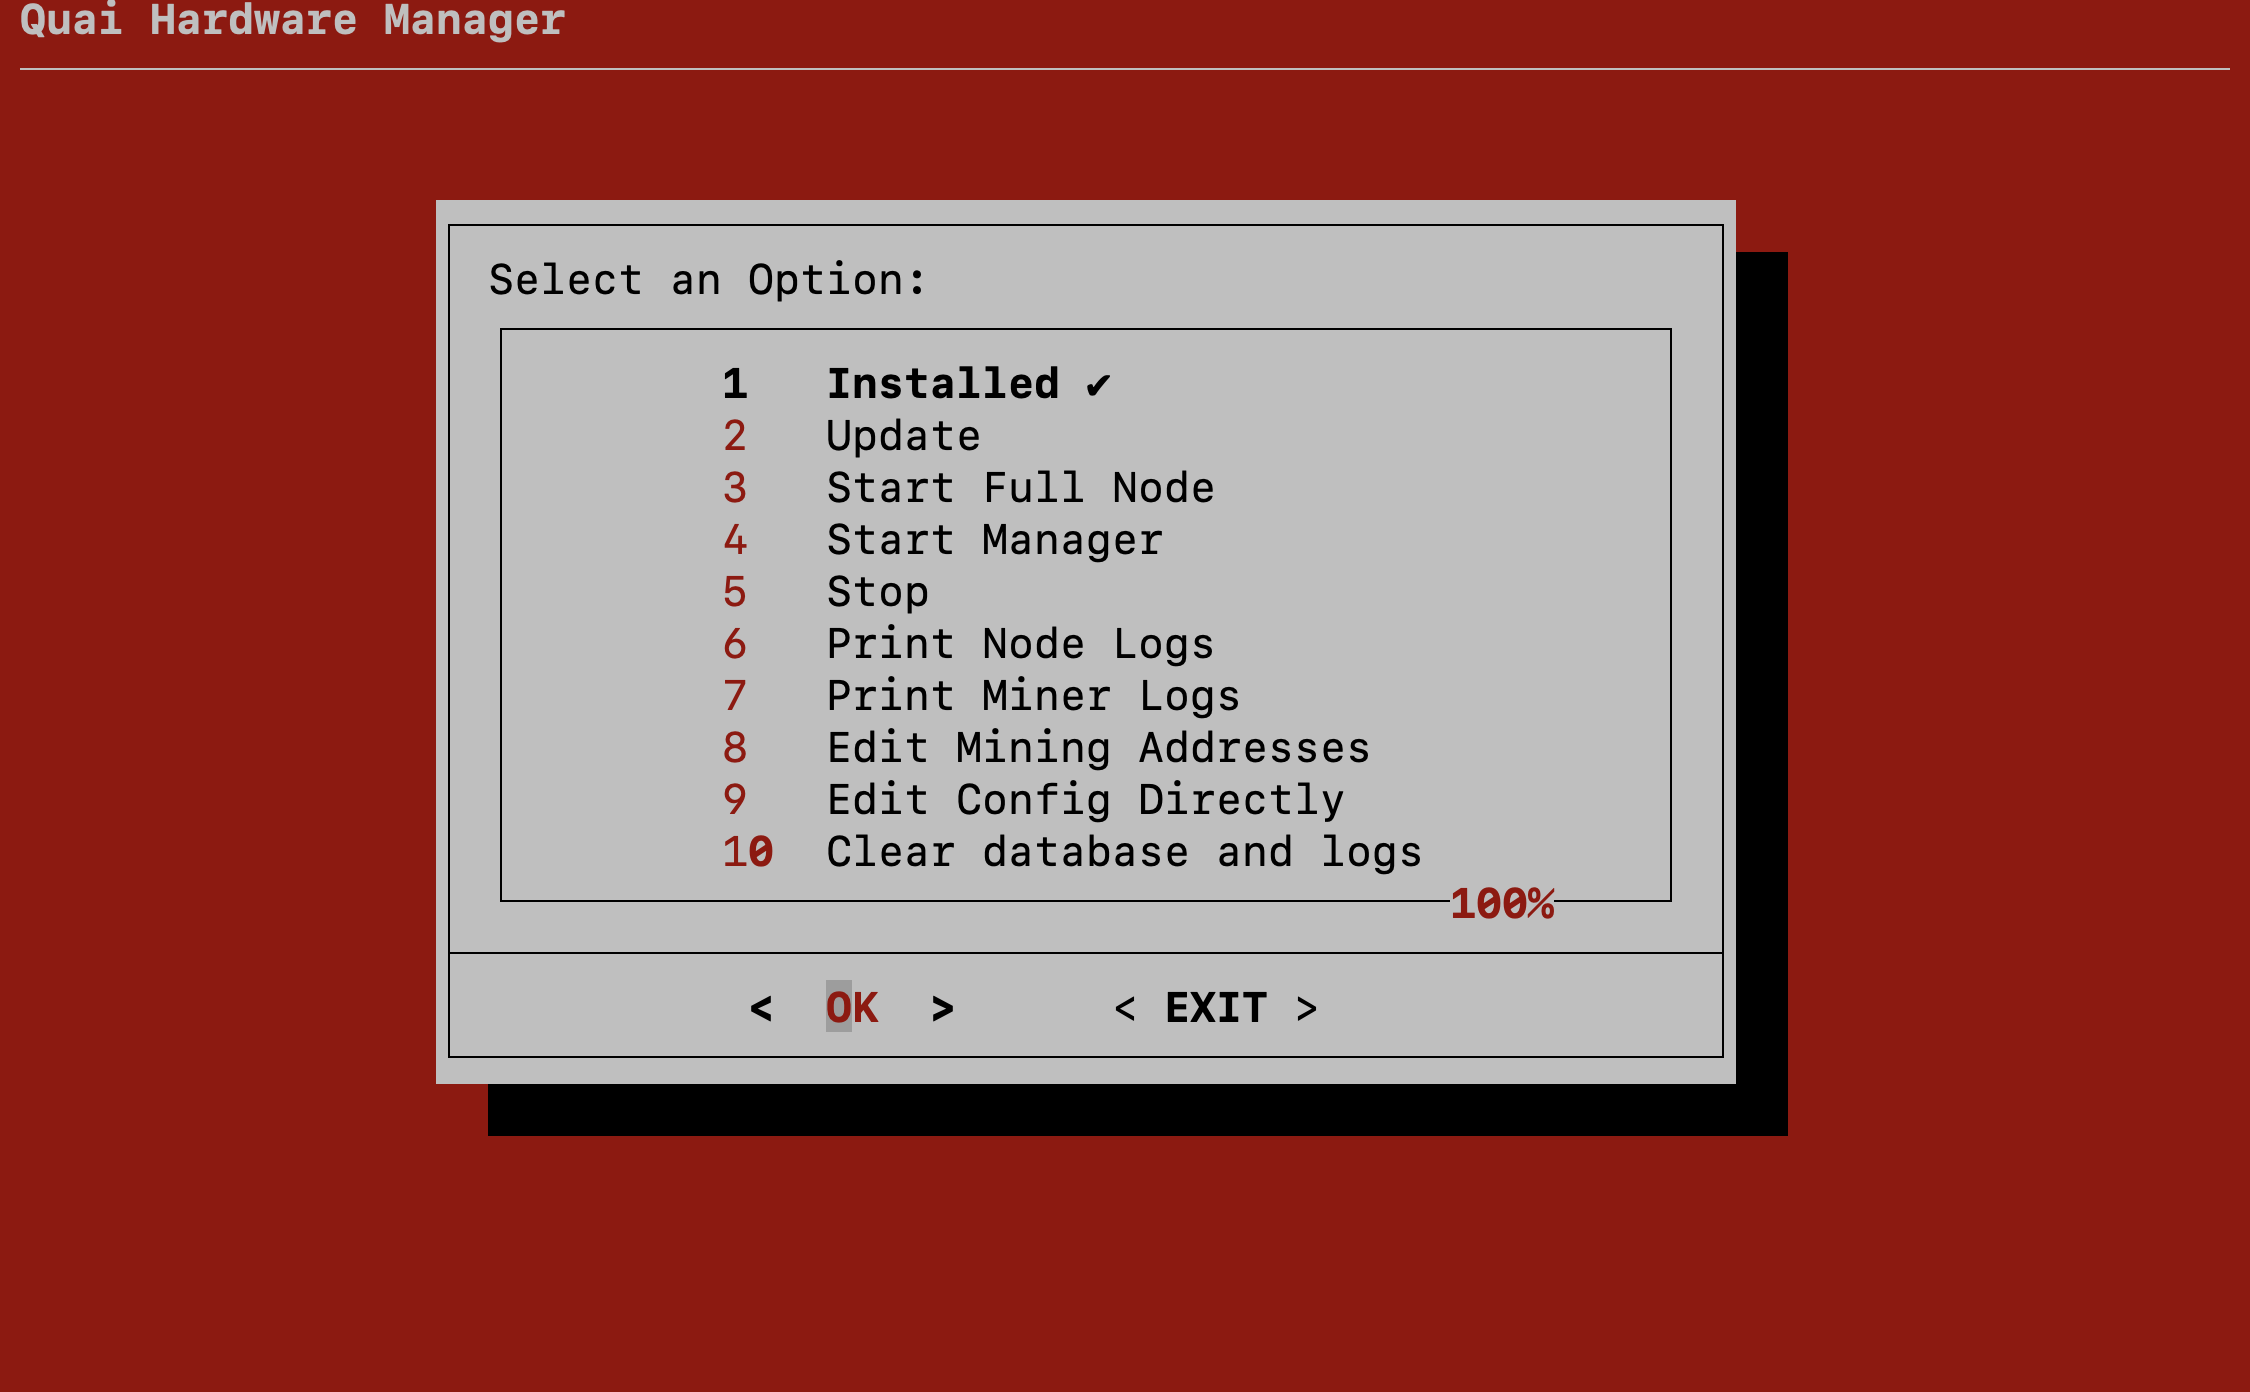 Quai Hardware Manager
Select an Option:
1 Installed ✔
2 Update
3 Start Full Node
4 Start Manager
5 Stop
6 Print Node Logs
7 Print Miner Logs
8 Edit Mining Addresses
9 Edit Config Directly
10 Clear database and logs
100%
< OK > < EXIT >